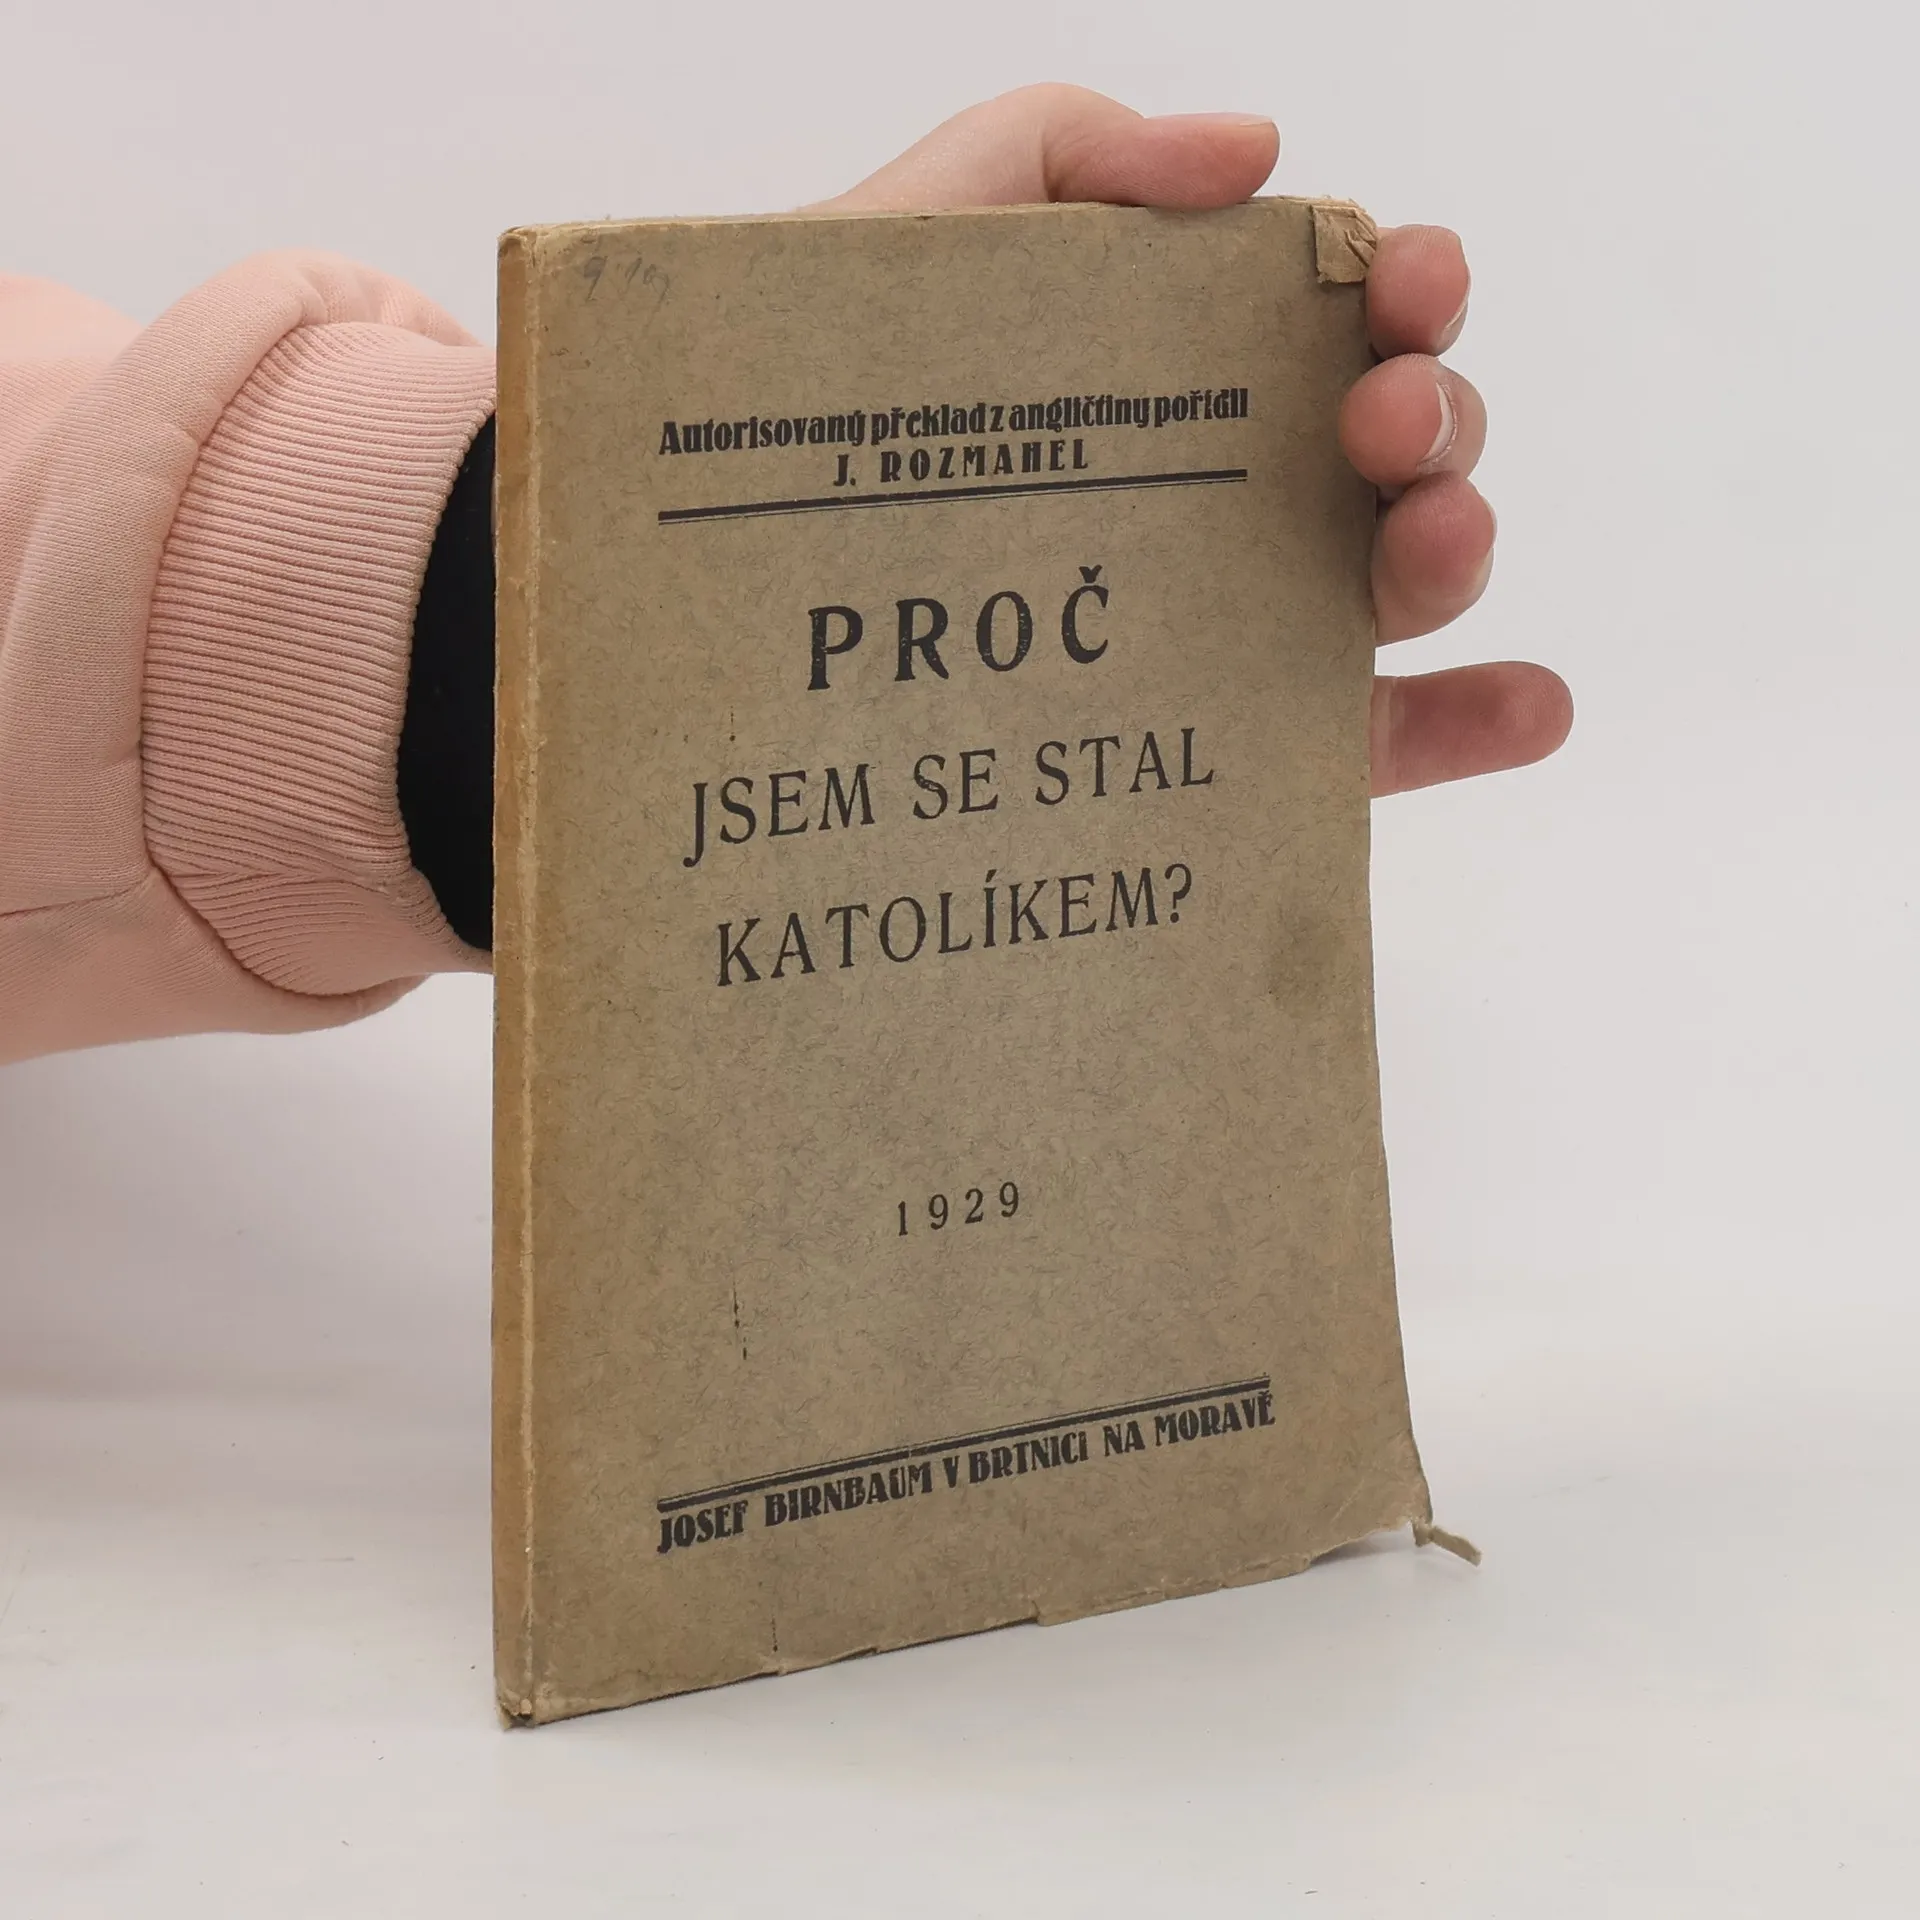 Autorisovaný překlad z angličtiny pořídil
J. ROZMAHEL
PROČ
JSEM SE STAL
KATOLÍKEM?
1929
JOSEF BIRNBAUM V BRTNICI NA MORAVĚ